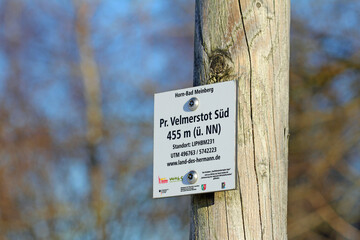 Horn-Bad Meinberg
Pr. Velmerstot Süd
455 m (ü. NN)
Standort: LIPHBM231
UTM 496763 / 5742223
www.land-des-hermann.de